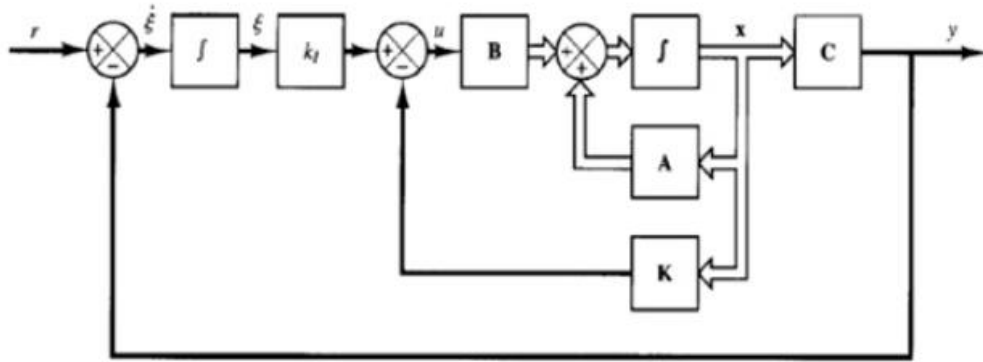 r ξ̇ ∫ ξ k_I u B ∫ x C y
+ − + − + + 
A
K